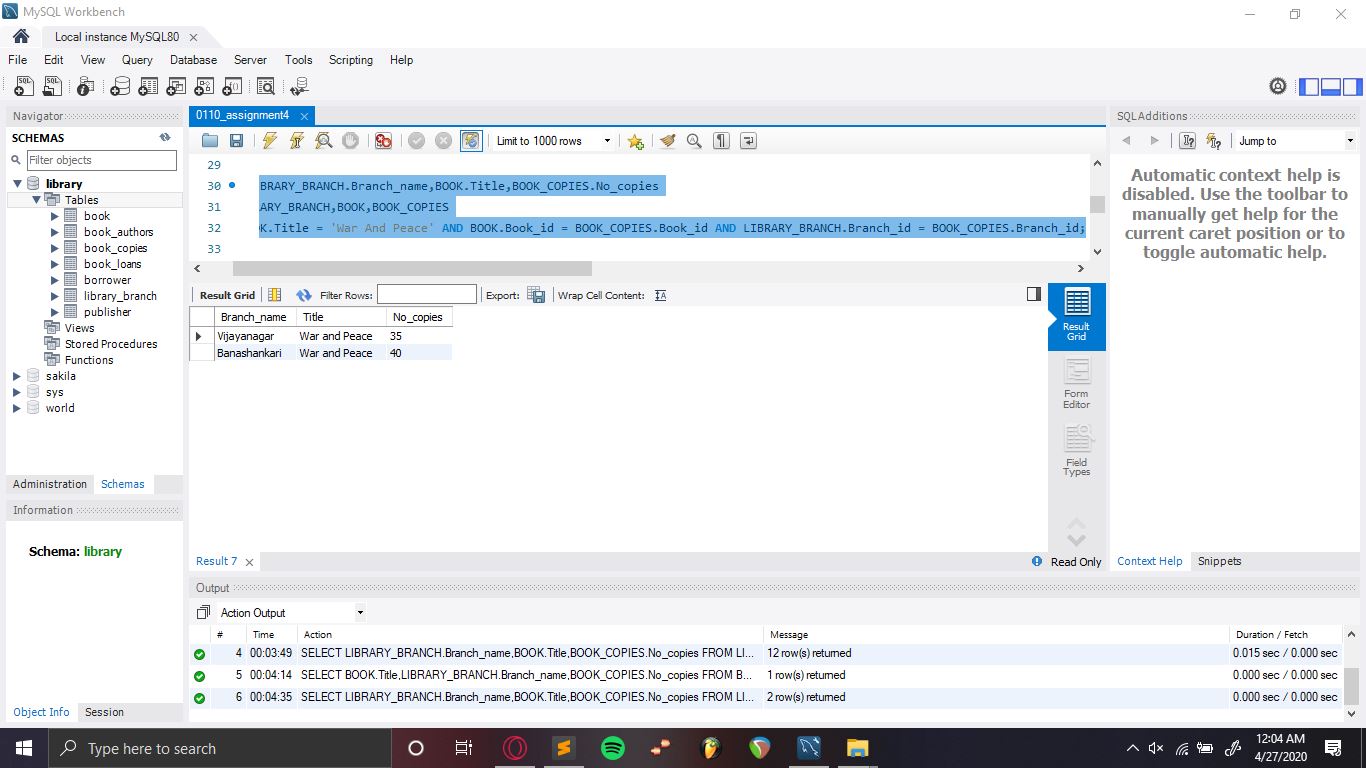 MySQL Workbench
Local instance MySQL80
File Edit View Query Database Server Tools Scripting Help
Navigator
SCHEMAS
Filter objects
library
Tables
book
book_authors
book_copies
book_loans
borrower
library_branch
publisher
Views
Stored Procedures
Functions
sakila
sys
world
Administration Schemas
Information
Schema: library
Object Info Session
0110_assignment4
Limit to 1000 rows
29
30 BRARY_BRANCH.Branch_name,BOOK.Title,BOOK_COPIES.No_copies
31 ARY_BRANCH,BOOK,BOOK_COPIES
32 K.Title = 'War And Peace' AND BOOK.Book_id = BOOK_COPIES.Book_id AND LIBRARY_BRANCH.Branch_id = BOOK_COPIES.Branch_id;
33
Result Grid Filter Rows: Export: Wrap Cell Content:
Branch_name Title No_copies
Vijayanagar War and Peace 35
Banashankari War and Peace 40
Result Grid
Form Editor
Field Types
Result 7
Read Only
SQLAdditions
Jump to
Automatic context help is
disabled. Use the toolbar to
manually get help for the
current caret position or to
toggle automatic help.
Context Help Snippets
Output
Action Output
# Time Action Message Duration / Fetch
4 00:03:49 SELECT LIBRARY_BRANCH.Branch_name,BOOK.Title,BOOK_COPIES.No_copies FROM LI... 12 row(s) returned 0.015 sec / 0.000 sec
5 00:04:14 SELECT BOOK.Title,LIBRARY_BRANCH.Branch_name,BOOK_COPIES.No_copies FROM B... 1 row(s) returned 0.000 sec / 0.000 sec
6 00:04:35 SELECT LIBRARY_BRANCH.Branch_name,BOOK.Title,BOOK_COPIES.No_copies FROM LI... 2 row(s) returned 0.000 sec / 0.000 sec
Type here to search
12:04 AM
4/27/2020